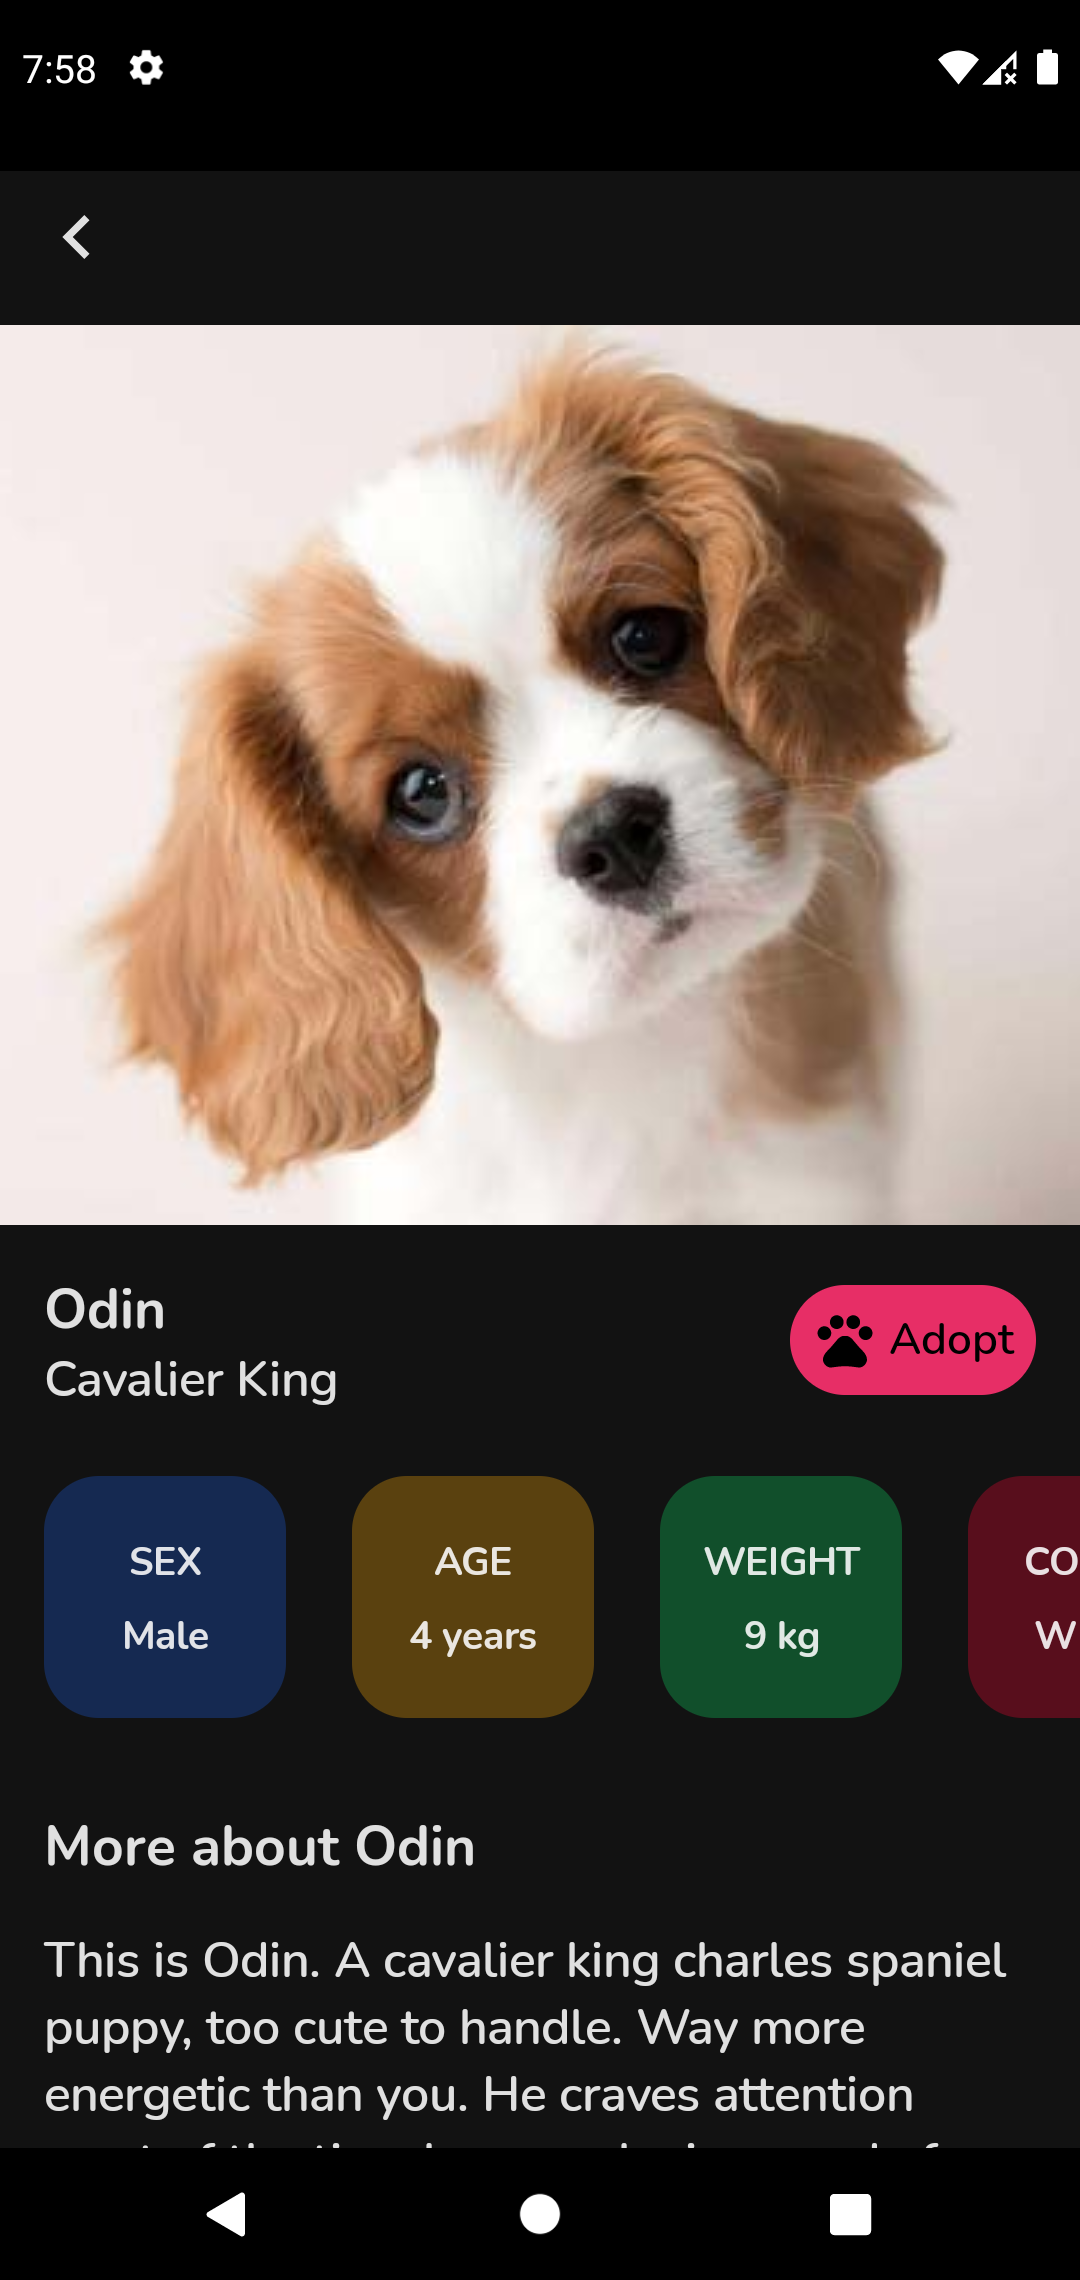 7:58
Odin
Cavalier King
Adopt
SEX
Male
AGE
4 years
WEIGHT
9 kg
CO
W
More about Odin
This is Odin. A cavalier king charles spaniel
puppy, too cute to handle. Way more
energetic than you. He craves attention